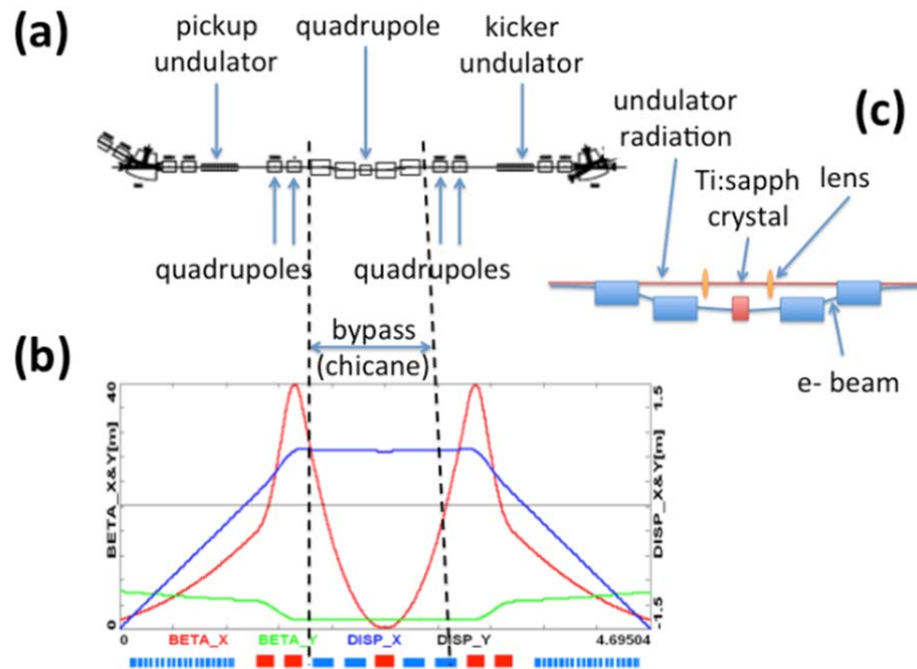 (a)
pickup
undulator
quadrupole
kicker
undulator
quadrupoles
quadrupoles
(c)
undulator
radiation
Ti:sapph
crystal
lens
e- beam
bypass
(chicane)
(b)
40
0
BETA_X&Y[m]
1.5
-1.5
DISP_X&Y[m]
0
BETA_X
BETA_Y
DISP_X
DISP_Y
4.69504